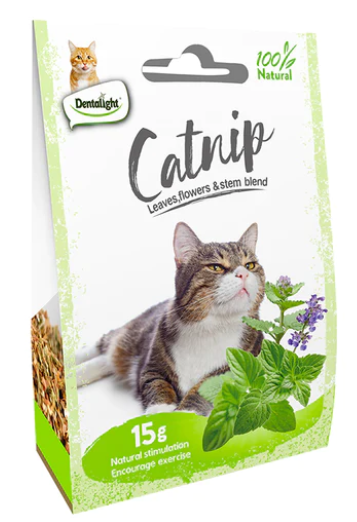 Dentalight
100%
Natural
Catnip
Leaves,flowers &stem blend
15g
Natural stimulation
Encourage exercise